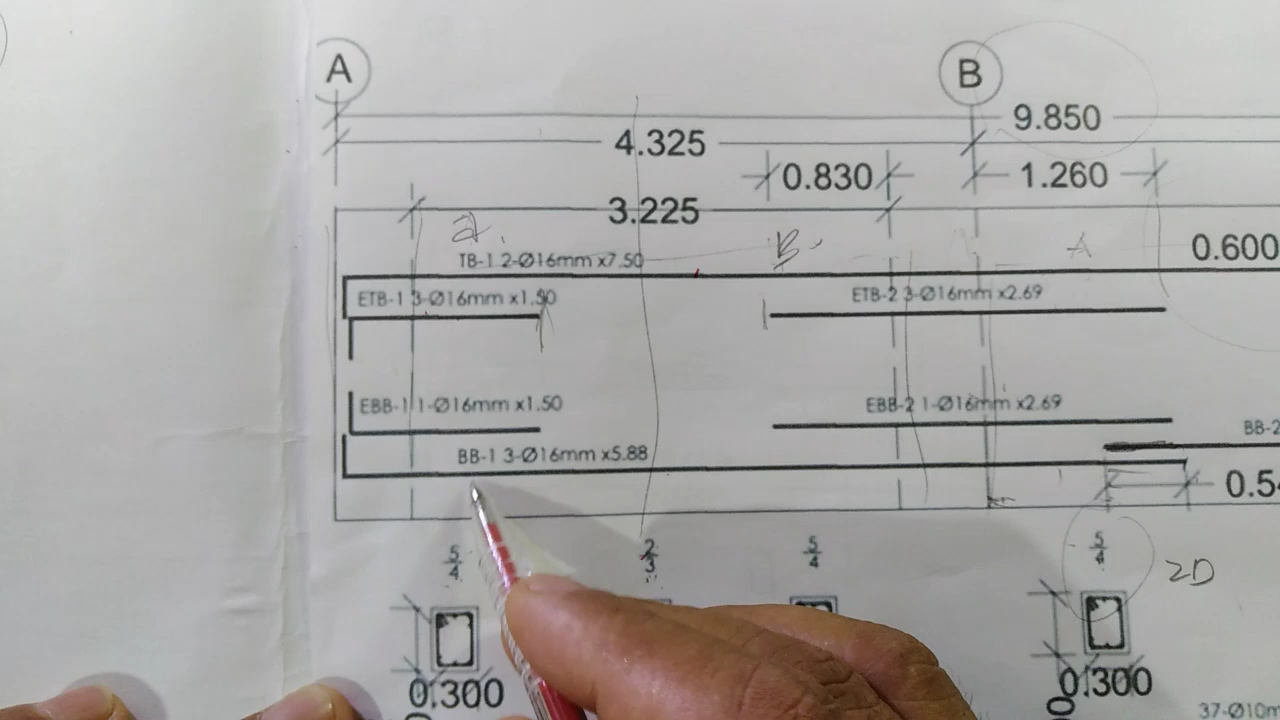 A B
9.850
4.325
0.830 1.260
3.225
a. B. A 0.600
TB-1 2-Ø16mm x7.50
ETB-1 3-Ø16mm x1.50 ETB-2 3-Ø16mm x2.69
EBB-1 1-Ø16mm x1.50 EBB-2 1-Ø16mm x2.69
BB-2
BB-1 3-Ø16mm x5.88
0.54
5/4 2/3 5/4 5/4 2D
0.300 0.300
37-Ø10m